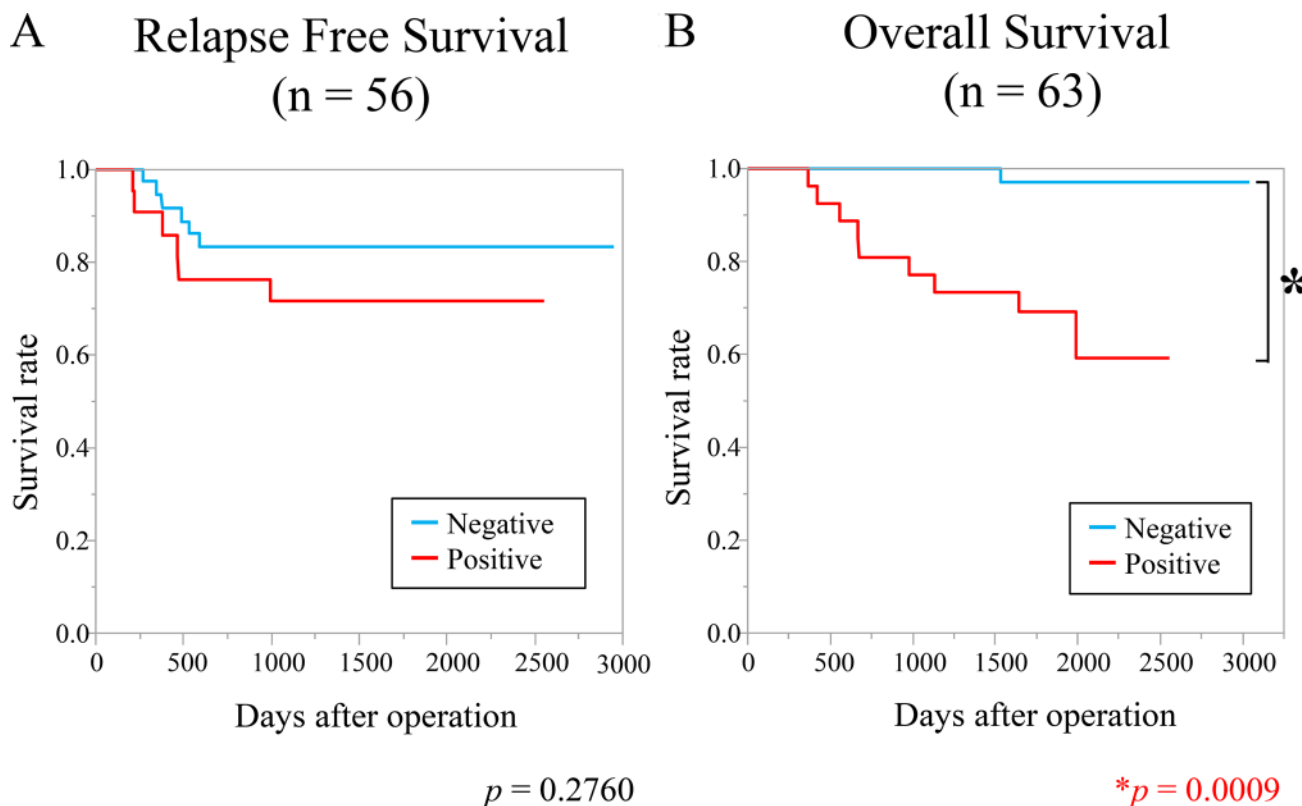 A
Relapse Free Survival
(n = 56)
1.0
0.8
0.6
0.4
0.2
0.0
Survival rate
Negative
Positive
0 500 1000 1500 2000 2500 3000
Days after operation
p = 0.2760
B
Overall Survival
(n = 63)
1.0
0.8
0.6
0.4
0.2
0.0
Survival rate
*
Negative
Positive
0 500 1000 1500 2000 2500 3000
Days after operation
*p = 0.0009